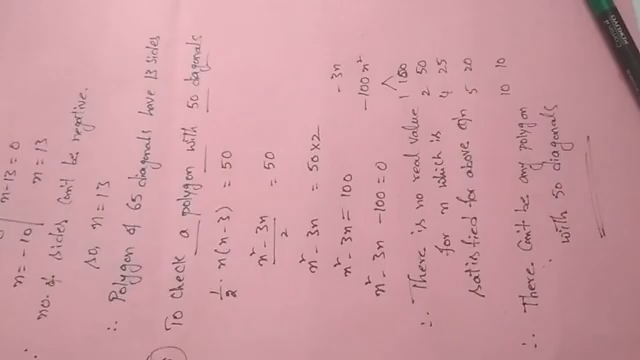 n-13=0
n=-10 | n=13
no. of sides can't be negative.
So, n=13
∴ Polygon of 65 diagonals have 13 sides
To check a polygon with 50 diagonals
1/2 · n(n-3) = 50
n²-3n/2 = 50
n²-3n = 50×2
n²-3n = 100
n²-3n-100=0
-3n
-100n²
100
1 100
2 50
4 25
5 20
10 10
∴ There is no real value
for n which is
satisfied for above eqn
∴ There can't be any polygon
with 50 diagonals